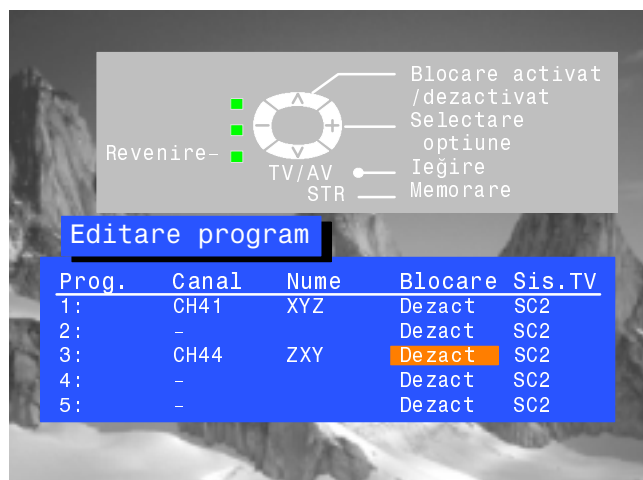 Blocare activat
/dezactivat
Selectare
optiune
Revenire-
TV/AV Ieğire
STR Memorare
Editare program
Prog. Canal Nume Blocare Sis.TV
1: CH41 XYZ Dezact SC2
2: - Dezact SC2
3: CH44 ZXY Dezact SC2
4: - Dezact SC2
5: - Dezact SC2